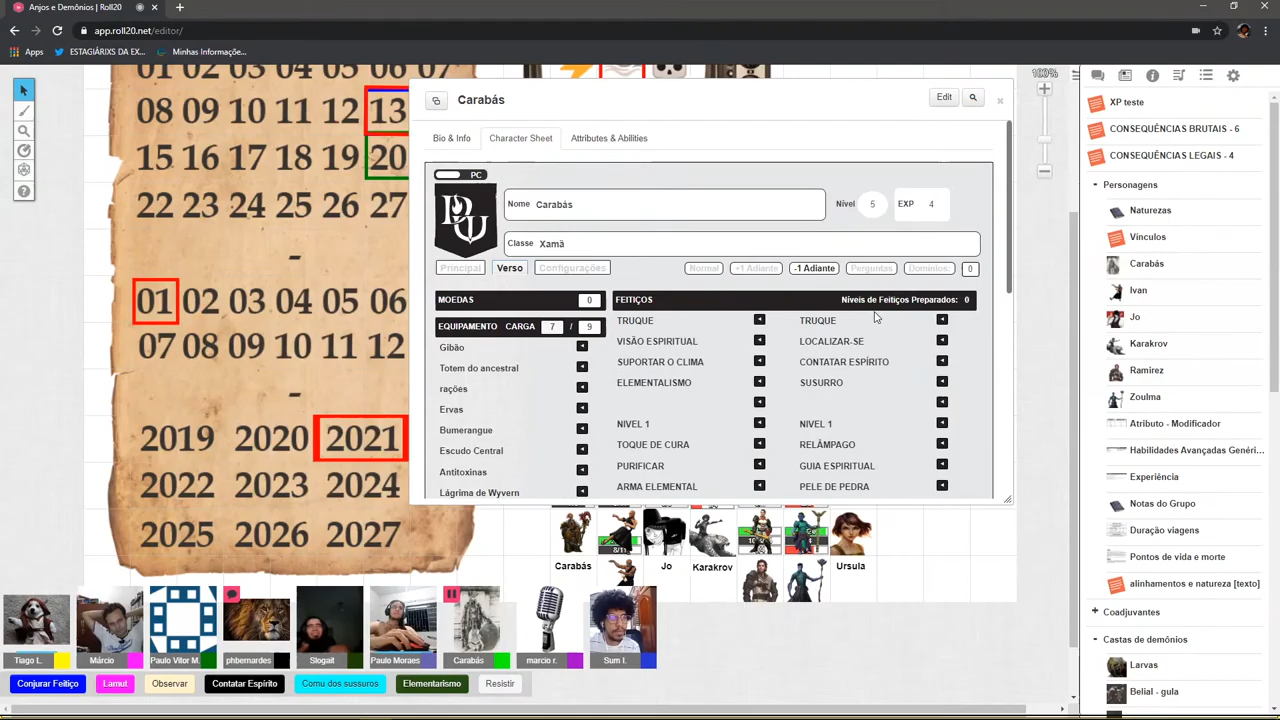 Anjos e Demônios | Roll20
app.roll20.net/editor/
Apps
ESTAGIÁRIXS DA EX...
Minhas Informaçõe...
01 02 03 04 05 06 07
08 09 10 11 12 13
15 16 17 18 19 20
22 23 24 25 26 27
-
01 02 03 04 05 06
07 08 09 10 11 12
-
2019 2020 2021
2022 2023 2024
2025 2026 2027
Carabás
Edit
Bio & Info
Character Sheet
Attributes & Abilities
PC
DU
Nome Carabás
Nível 5
EXP 4
Classe Xamã
Principal
Verso
Configurações
Normal
+1 Adiante
-1 Adiante
Perguntas
Domínios:
0
MOEDAS 0
EQUIPAMENTO CARGA 7 / 9
Gibão
Totem do ancestral
rações
Ervas
Bumerangue
Escudo Central
Antitoxinas
Lágrima de Wyvern
FEITIÇOS
Níveis de Feitiços Preparados: 0
TRUQUE
TRUQUE
VISÃO ESPIRITUAL
LOCALIZAR-SE
SUPORTAR O CLIMA
CONTATAR ESPÍRITO
ELEMENTALISMO
SUSURRO
NIVEL 1
NIVEL 1
TOQUE DE CURA
RELÂMPAGO
PURIFICAR
GUIA ESPIRITUAL
ARMA ELEMENTAL
PELE DE PEDRA
100%
XP teste
CONSEQUÊNCIAS BRUTAIS - 6
CONSEQUÊNCIAS LEGAIS - 4
Personagens
Naturezas
Vínculos
Carabás
Ivan
Jo
Karakrov
Ramirez
Zoulma
Atributo - Modificador
Habilidades Avançadas Genéri...
Experiência
Notas do Grupo
Duração viagens
Pontos de vida e morte
alinhamentos e natureza [texto]
Coadjuvantes
Castas de demônios
Larvas
Belial - gula
Carabás
Jo
Karakrov
Ursula
Tiago L.
Márcio
Paulo Vitor M.
phbernardes
Slogait
Paulo Moraes
Carabás
marcio r.
Sum I.
Conjurar Feitiço
Lamut
Observar
Contatar Espírito
Comu dos sussuros
Elementarismo
Resistir